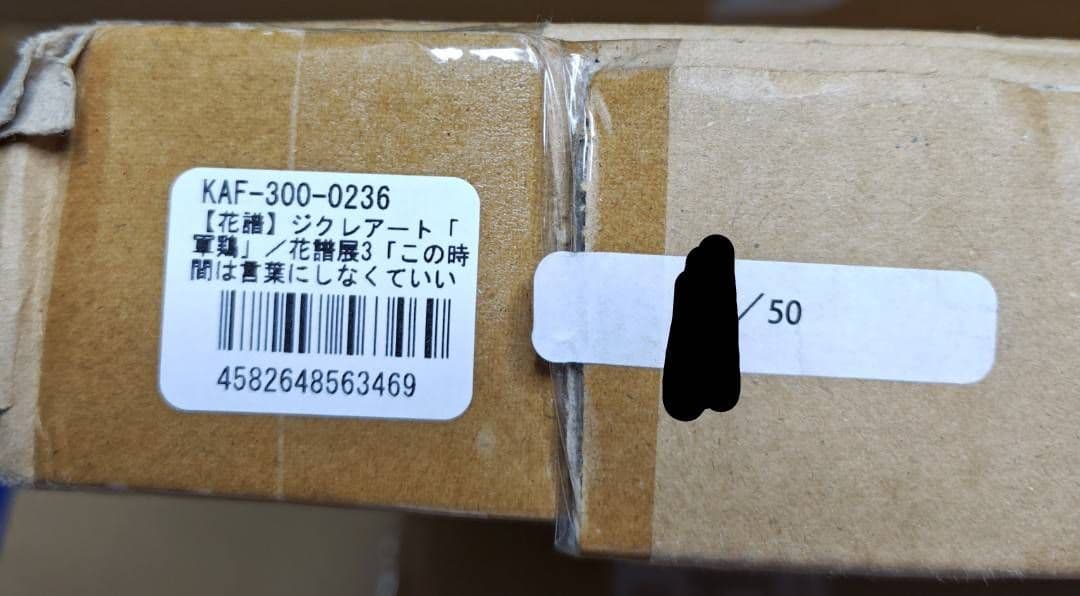 KAF-300-0236
【花譜】ジクレアート「
軍鶏」／花譜展3「この時
間は言葉にしなくていい
4582648563469
／50